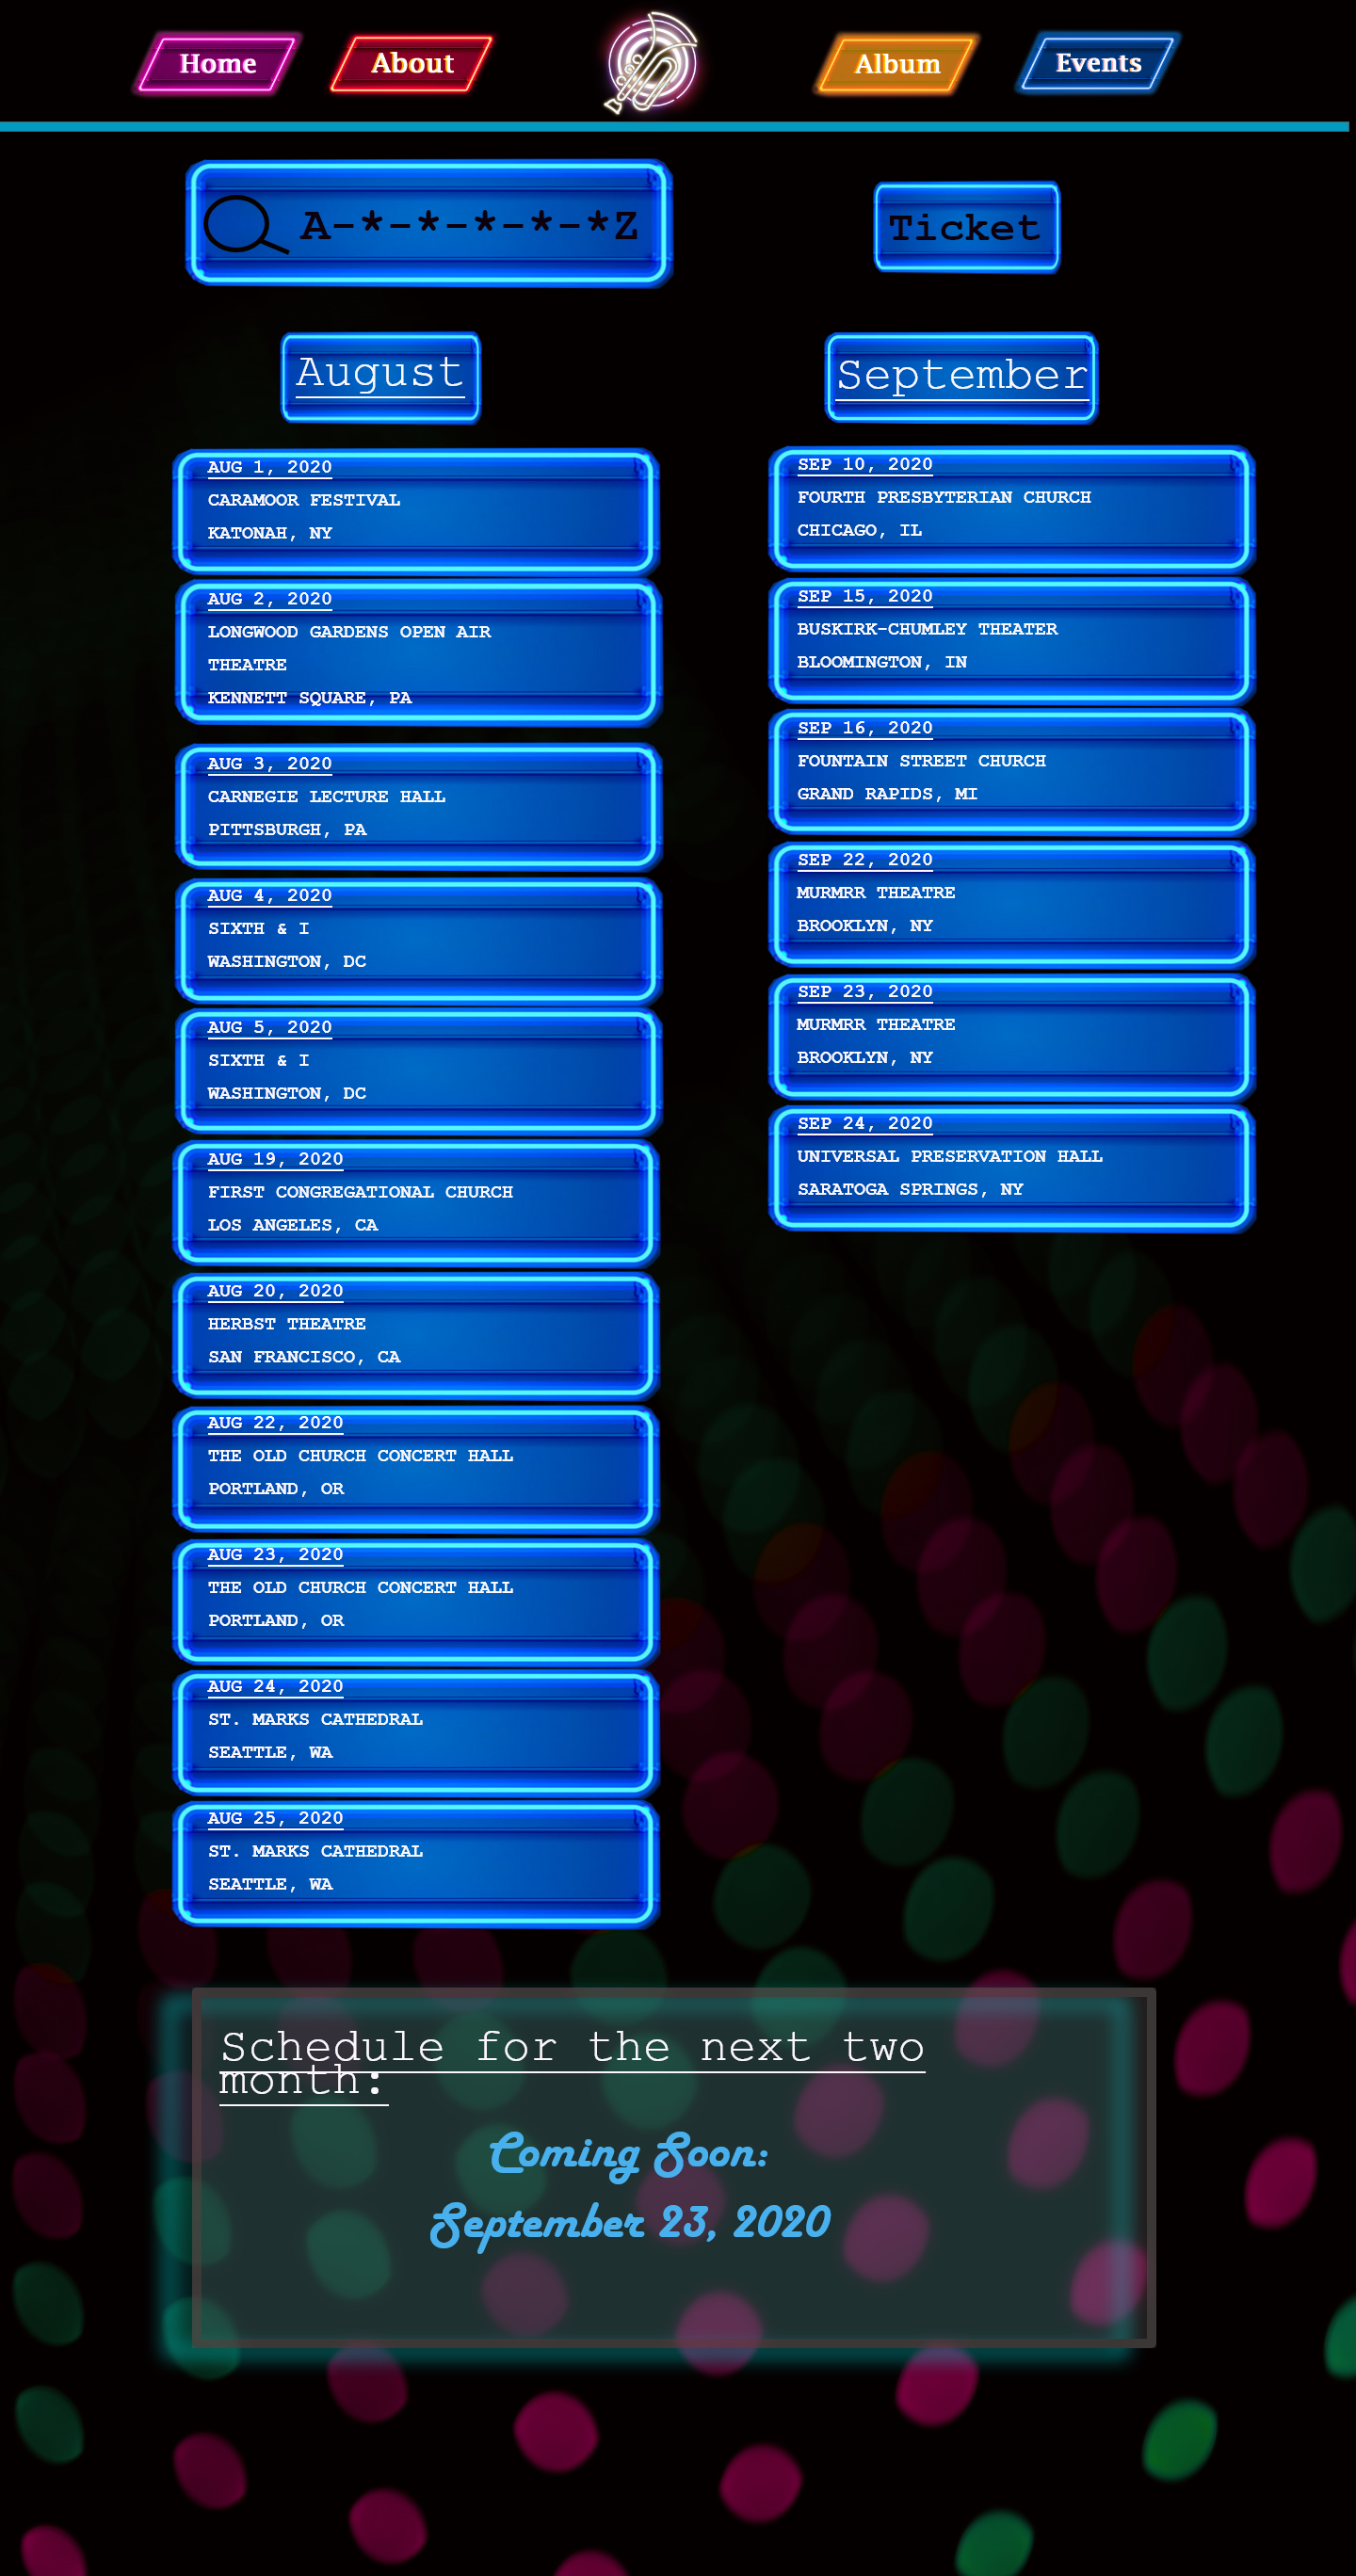 Home
About
Album
Events
A-*-*-*-*-*Z
Ticket
August
AUG 1, 2020
CARAMOOR FESTIVAL
KATONAH, NY
AUG 2, 2020
LONGWOOD GARDENS OPEN AIR
THEATRE
KENNETT SQUARE, PA
AUG 3, 2020
CARNEGIE LECTURE HALL
PITTSBURGH, PA
AUG 4, 2020
SIXTH & I
WASHINGTON, DC
AUG 5, 2020
SIXTH & I
WASHINGTON, DC
AUG 19, 2020
FIRST CONGREGATIONAL CHURCH
LOS ANGELES, CA
AUG 20, 2020
HERBST THEATRE
SAN FRANCISCO, CA
AUG 22, 2020
THE OLD CHURCH CONCERT HALL
PORTLAND, OR
AUG 23, 2020
THE OLD CHURCH CONCERT HALL
PORTLAND, OR
AUG 24, 2020
ST. MARKS CATHEDRAL
SEATTLE, WA
AUG 25, 2020
ST. MARKS CATHEDRAL
SEATTLE, WA
September
SEP 10, 2020
FOURTH PRESBYTERIAN CHURCH
CHICAGO, IL
SEP 15, 2020
BUSKIRK-CHUMLEY THEATER
BLOOMINGTON, IN
SEP 16, 2020
FOUNTAIN STREET CHURCH
GRAND RAPIDS, MI
SEP 22, 2020
MURMRR THEATRE
BROOKLYN, NY
SEP 23, 2020
MURMRR THEATRE
BROOKLYN, NY
SEP 24, 2020
UNIVERSAL PRESERVATION HALL
SARATOGA SPRINGS, NY
Schedule for the next two
month:
Coming Soon:
September 23, 2020